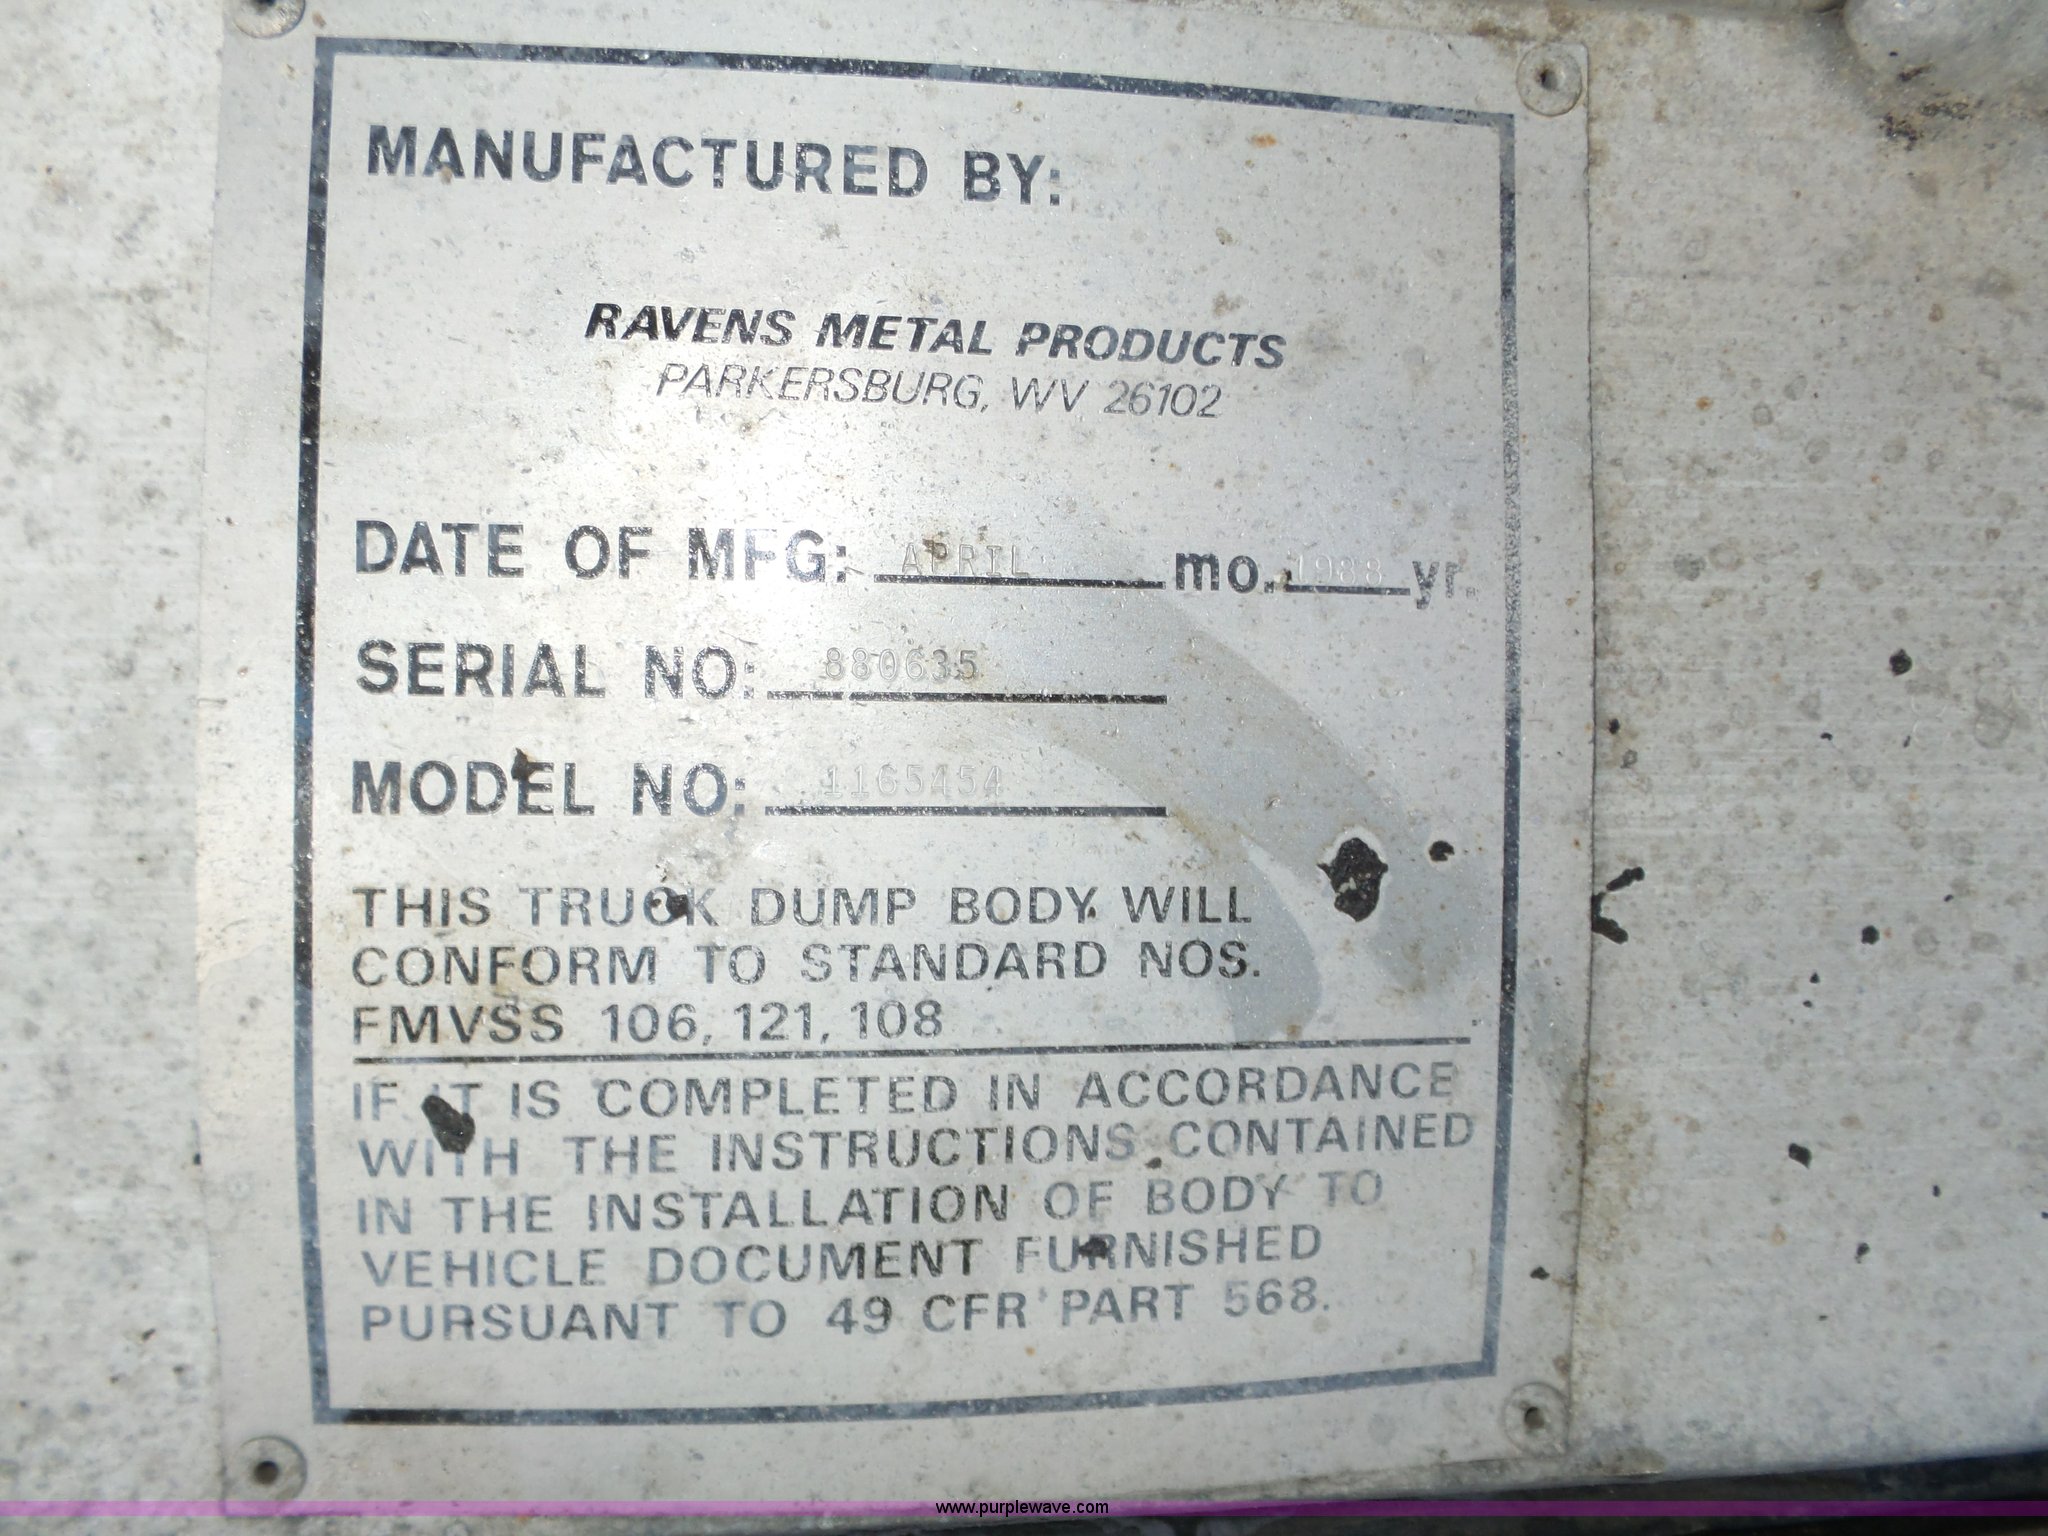 MANUFACTURED BY:
RAVENS METAL PRODUCTS
PARKERSBURG, WV 26102
DATE OF MFG: APRIL mo. 1988 yr.
SERIAL NO: 880635
MODEL NO: 1165454
THIS TRUCK DUMP BODY WILL
CONFORM TO STANDARD NOS.
FMVSS 106, 121, 108
IF IT IS COMPLETED IN ACCORDANCE
WITH THE INSTRUCTIONS CONTAINED
IN THE INSTALLATION OF BODY TO
VEHICLE DOCUMENT FURNISHED
PURSUANT TO 49 CFR PART 568.
www.purplewave.com